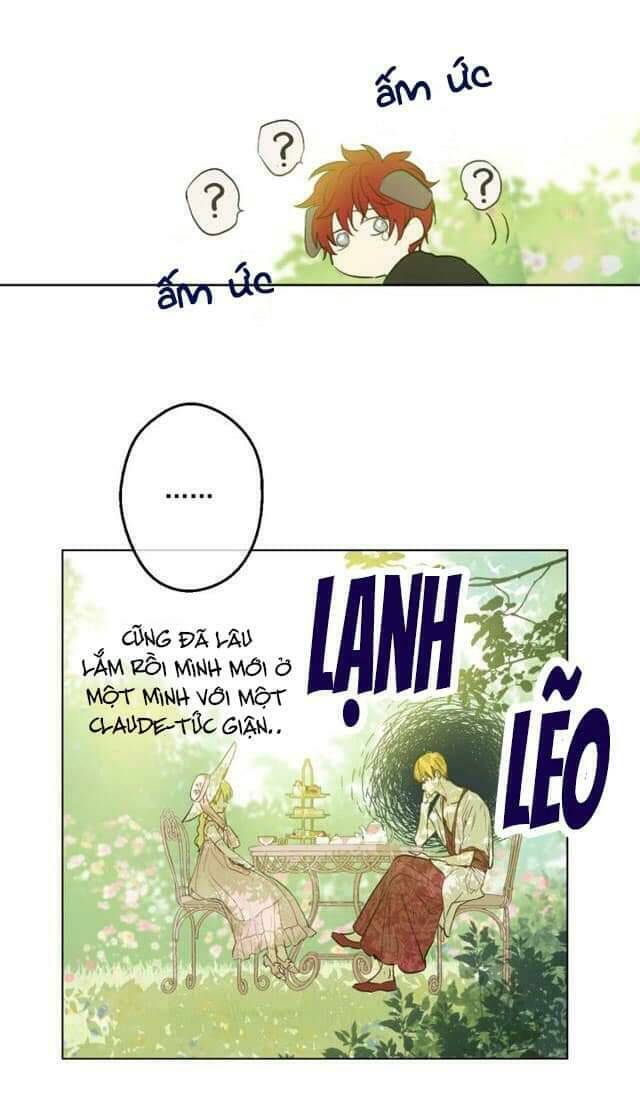 ấm ức
?
?
?
ấm ức
......
CŨNG ĐÃ LÂU
LẮM RỒI MÌNH MỚI Ở
MỘT MÌNH VỚI MỘT
CLAUDE-TỨC GIẬN..
LẠNH
LẼO